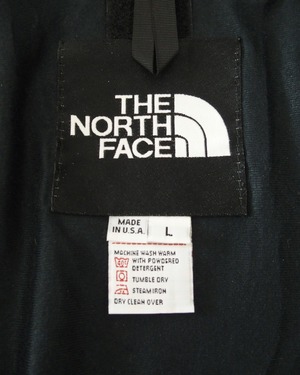 THE
NORTH
FACE
MADE
IN U.S.A.
L
MACHINE WASH WARM
WITH POWDERED
DETERGENT
TUMBLE DRY
STEAM IRON
DRY CLEAN OVER